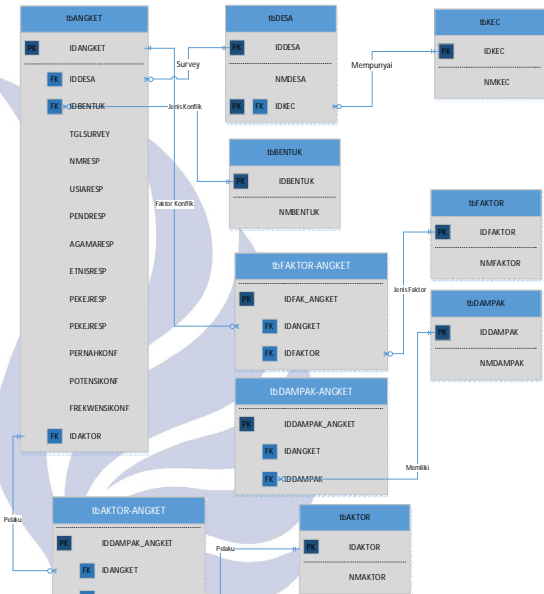 tbANGKET
PK IDANGKET
FK IDDESA
FK IDBENTUK
TGLSURVEY
NMRESP
USIARESP
PENDRESP
AGAMARESP
ETNISRESP
PEKEJRESP
PEKEJRESP
PERNAHKONF
POTENSIKONF
FREKWENSIKONF
FK IDAKTOR
Survey
Jenis Konflik
Faktor Konflik
Pelaku
tbDESA
PK IDDESA
NMDESA
PK FK IDKEC
Mempunyai
tbKEC
PK IDKEC
NMKEC
tbBENTUK
PK IDBENTUK
NMBENTUK
tbFAKTOR
PK IDFAKTOR
NMFAKTOR
tbFAKTOR-ANGKET
PK IDFAK_ANGKET
FK IDANGKET
FK IDFAKTOR
Jenis Faktor
tbDAMPAK
PK IDDAMPAK
NMDAMPAK
tbDAMPAK-ANGKET
PK IDDAMPAK_ANGKET
FK IDANGKET
FK IDDAMPAK
Memiliki
tbAKTOR-ANGKET
PK IDDAMPAK_ANGKET
FK IDANGKET
Pelaku
tbAKTOR
PK IDAKTOR
NMAKTOR